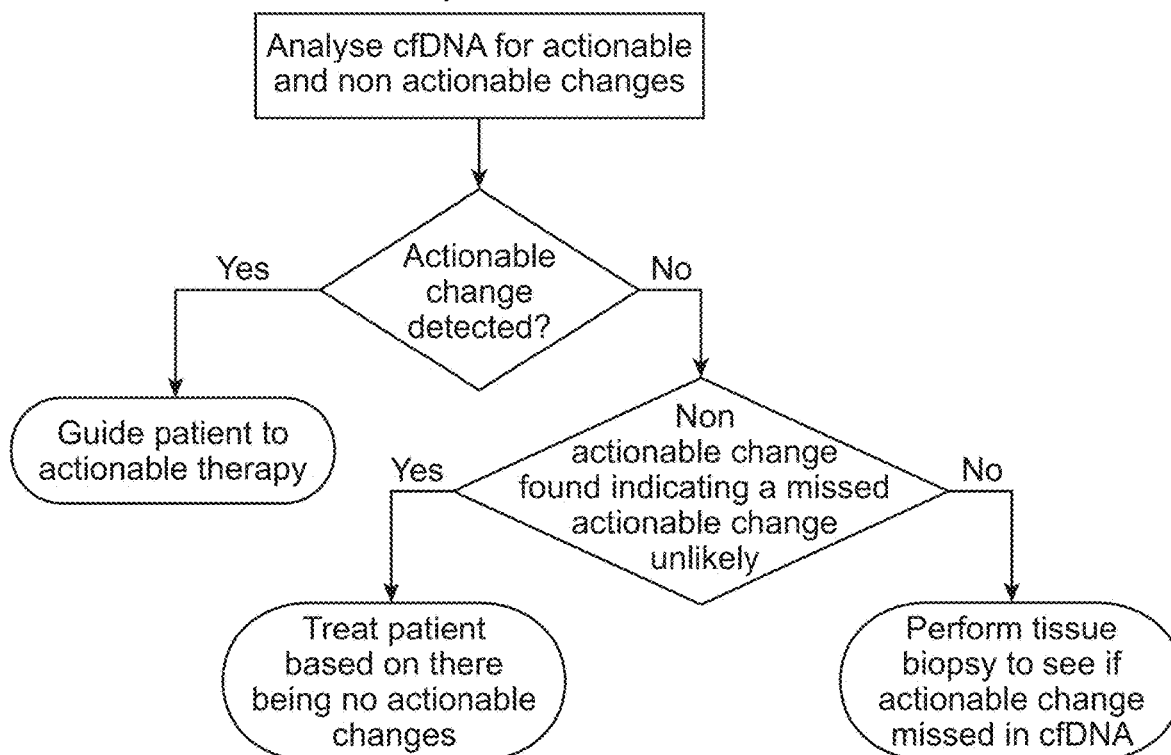 Analyse cfDNA for actionable
and non actionable changes
Actionable
change
detected?
Yes
No
Guide patient to
actionable therapy
Non
actionable change
found indicating a missed
actionable change
unlikely
Yes
No
Treat patient
based on there
being no actionable
changes
Perform tissue
biopsy to see if
actionable change
missed in cfDNA